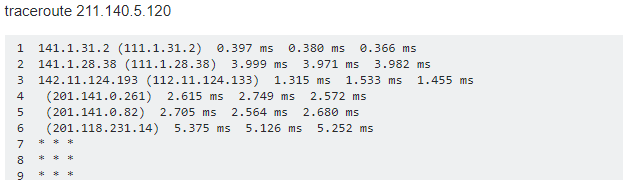 traceroute 211.140.5.120
1 141.1.31.2 (111.1.31.2) 0.397 ms 0.380 ms 0.366 ms
2 141.1.28.38 (111.1.28.38) 3.999 ms 3.971 ms 3.982 ms
3 142.11.124.193 (112.11.124.133) 1.315 ms 1.533 ms 1.455 ms
4 (201.141.0.261) 2.615 ms 2.749 ms 2.572 ms
5 (201.141.0.82) 2.705 ms 2.564 ms 2.680 ms
6 (201.118.231.14) 5.375 ms 5.126 ms 5.252 ms
7 * * *
8 * * *
9 * * *